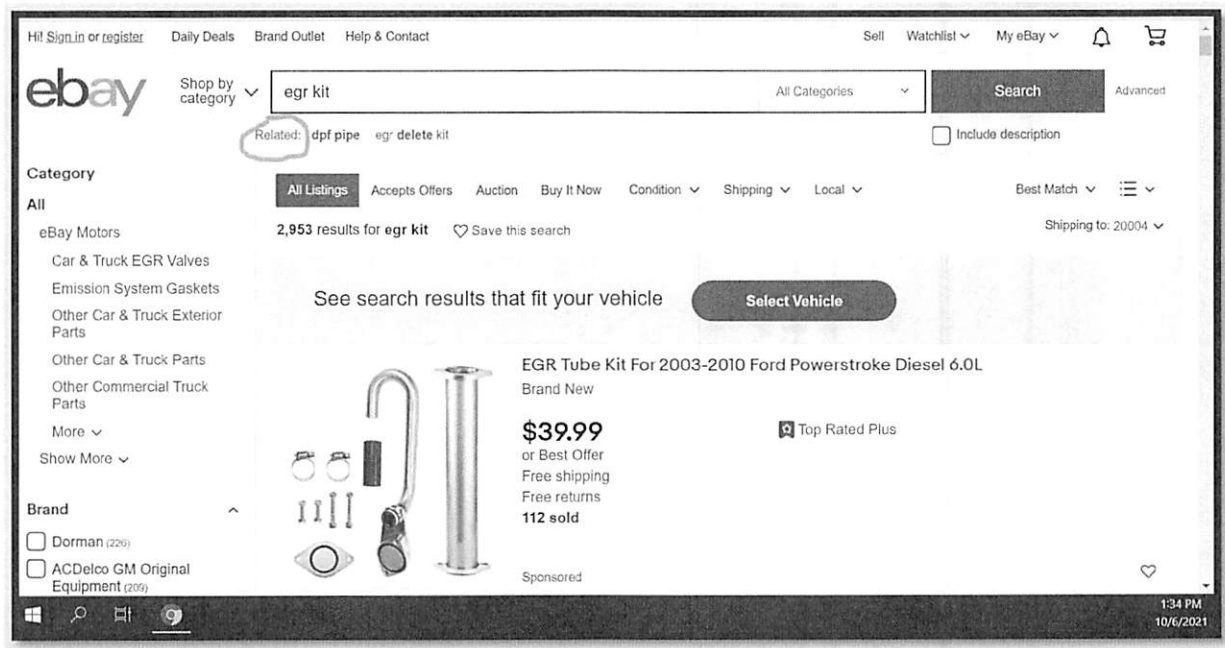 Hi! Sign in or register Daily Deals Brand Outlet Help & Contact Sell Watchlist My eBay
ebay Shop by category egr kit All Categories Search Advanced
Related: dpf pipe egr delete kit Include description
Category
All Listings Accepts Offers Auction Buy It Now Condition Shipping Local Best Match
All
eBay Motors
2,953 results for egr kit Save this search Shipping to: 20004
Car & Truck EGR Valves
Emission System Gaskets
Other Car & Truck Exterior
Parts
Other Car & Truck Parts
Other Commercial Truck
Parts
More
Show More
See search results that fit your vehicle Select Vehicle
EGR Tube Kit For 2003-2010 Ford Powerstroke Diesel 6.0L
Brand New
$39.99 Top Rated Plus
or Best Offer
Free shipping
Free returns
112 sold
Sponsored
Brand
Dorman (226)
ACDelco GM Original
Equipment (209)
1:34 PM
10/6/2021